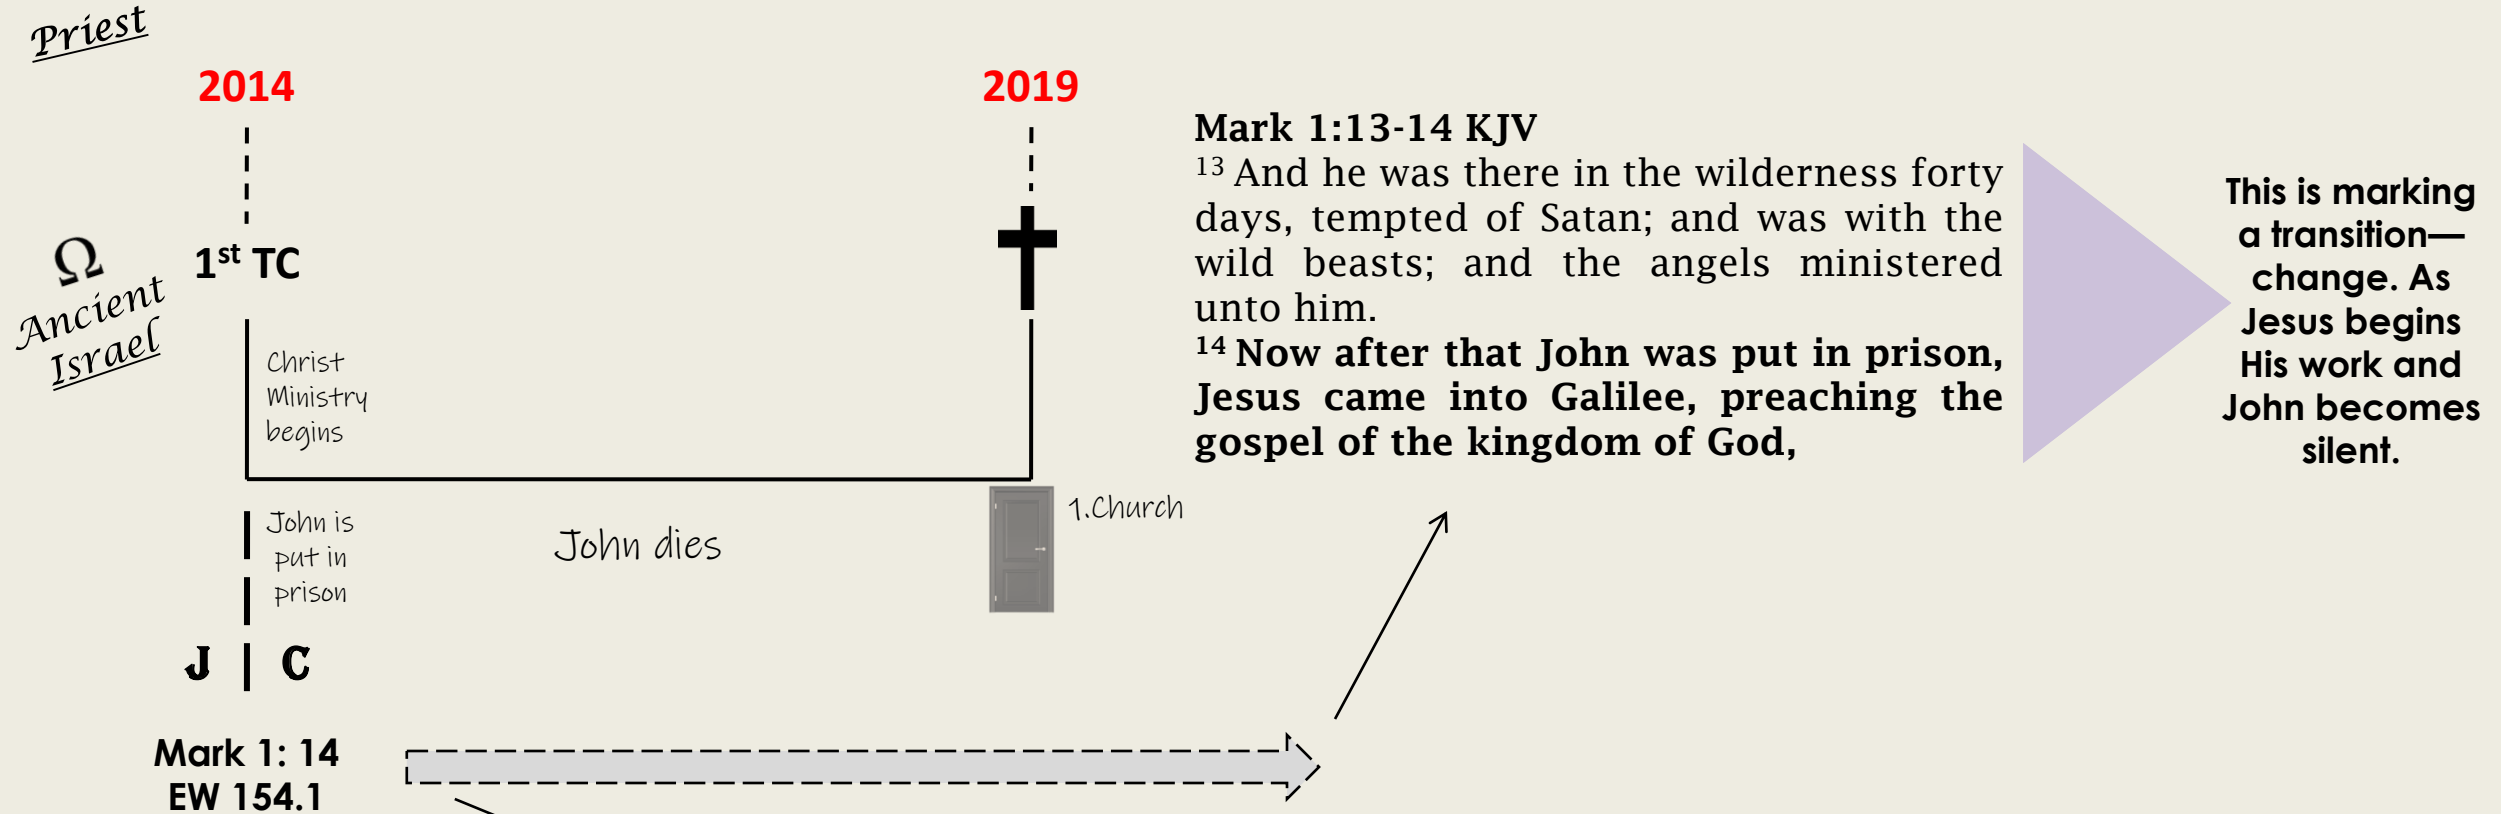 Priest
2014
2019
Ω
Ancient
Israel
1st TC
Christ
Ministry
begins
John is
put in
prison
John dies
1.Church
J | C
Mark 1: 14
EW 154.1
Mark 1:13-14 KJV
13 And he was there in the wilderness forty
days, tempted of Satan; and was with the
wild beasts; and the angels ministered
unto him.
14 Now after that John was put in prison,
Jesus came into Galilee, preaching the
gospel of the kingdom of God,
This is marking
a transition—
change. As
Jesus begins
His work and
John becomes
silent.